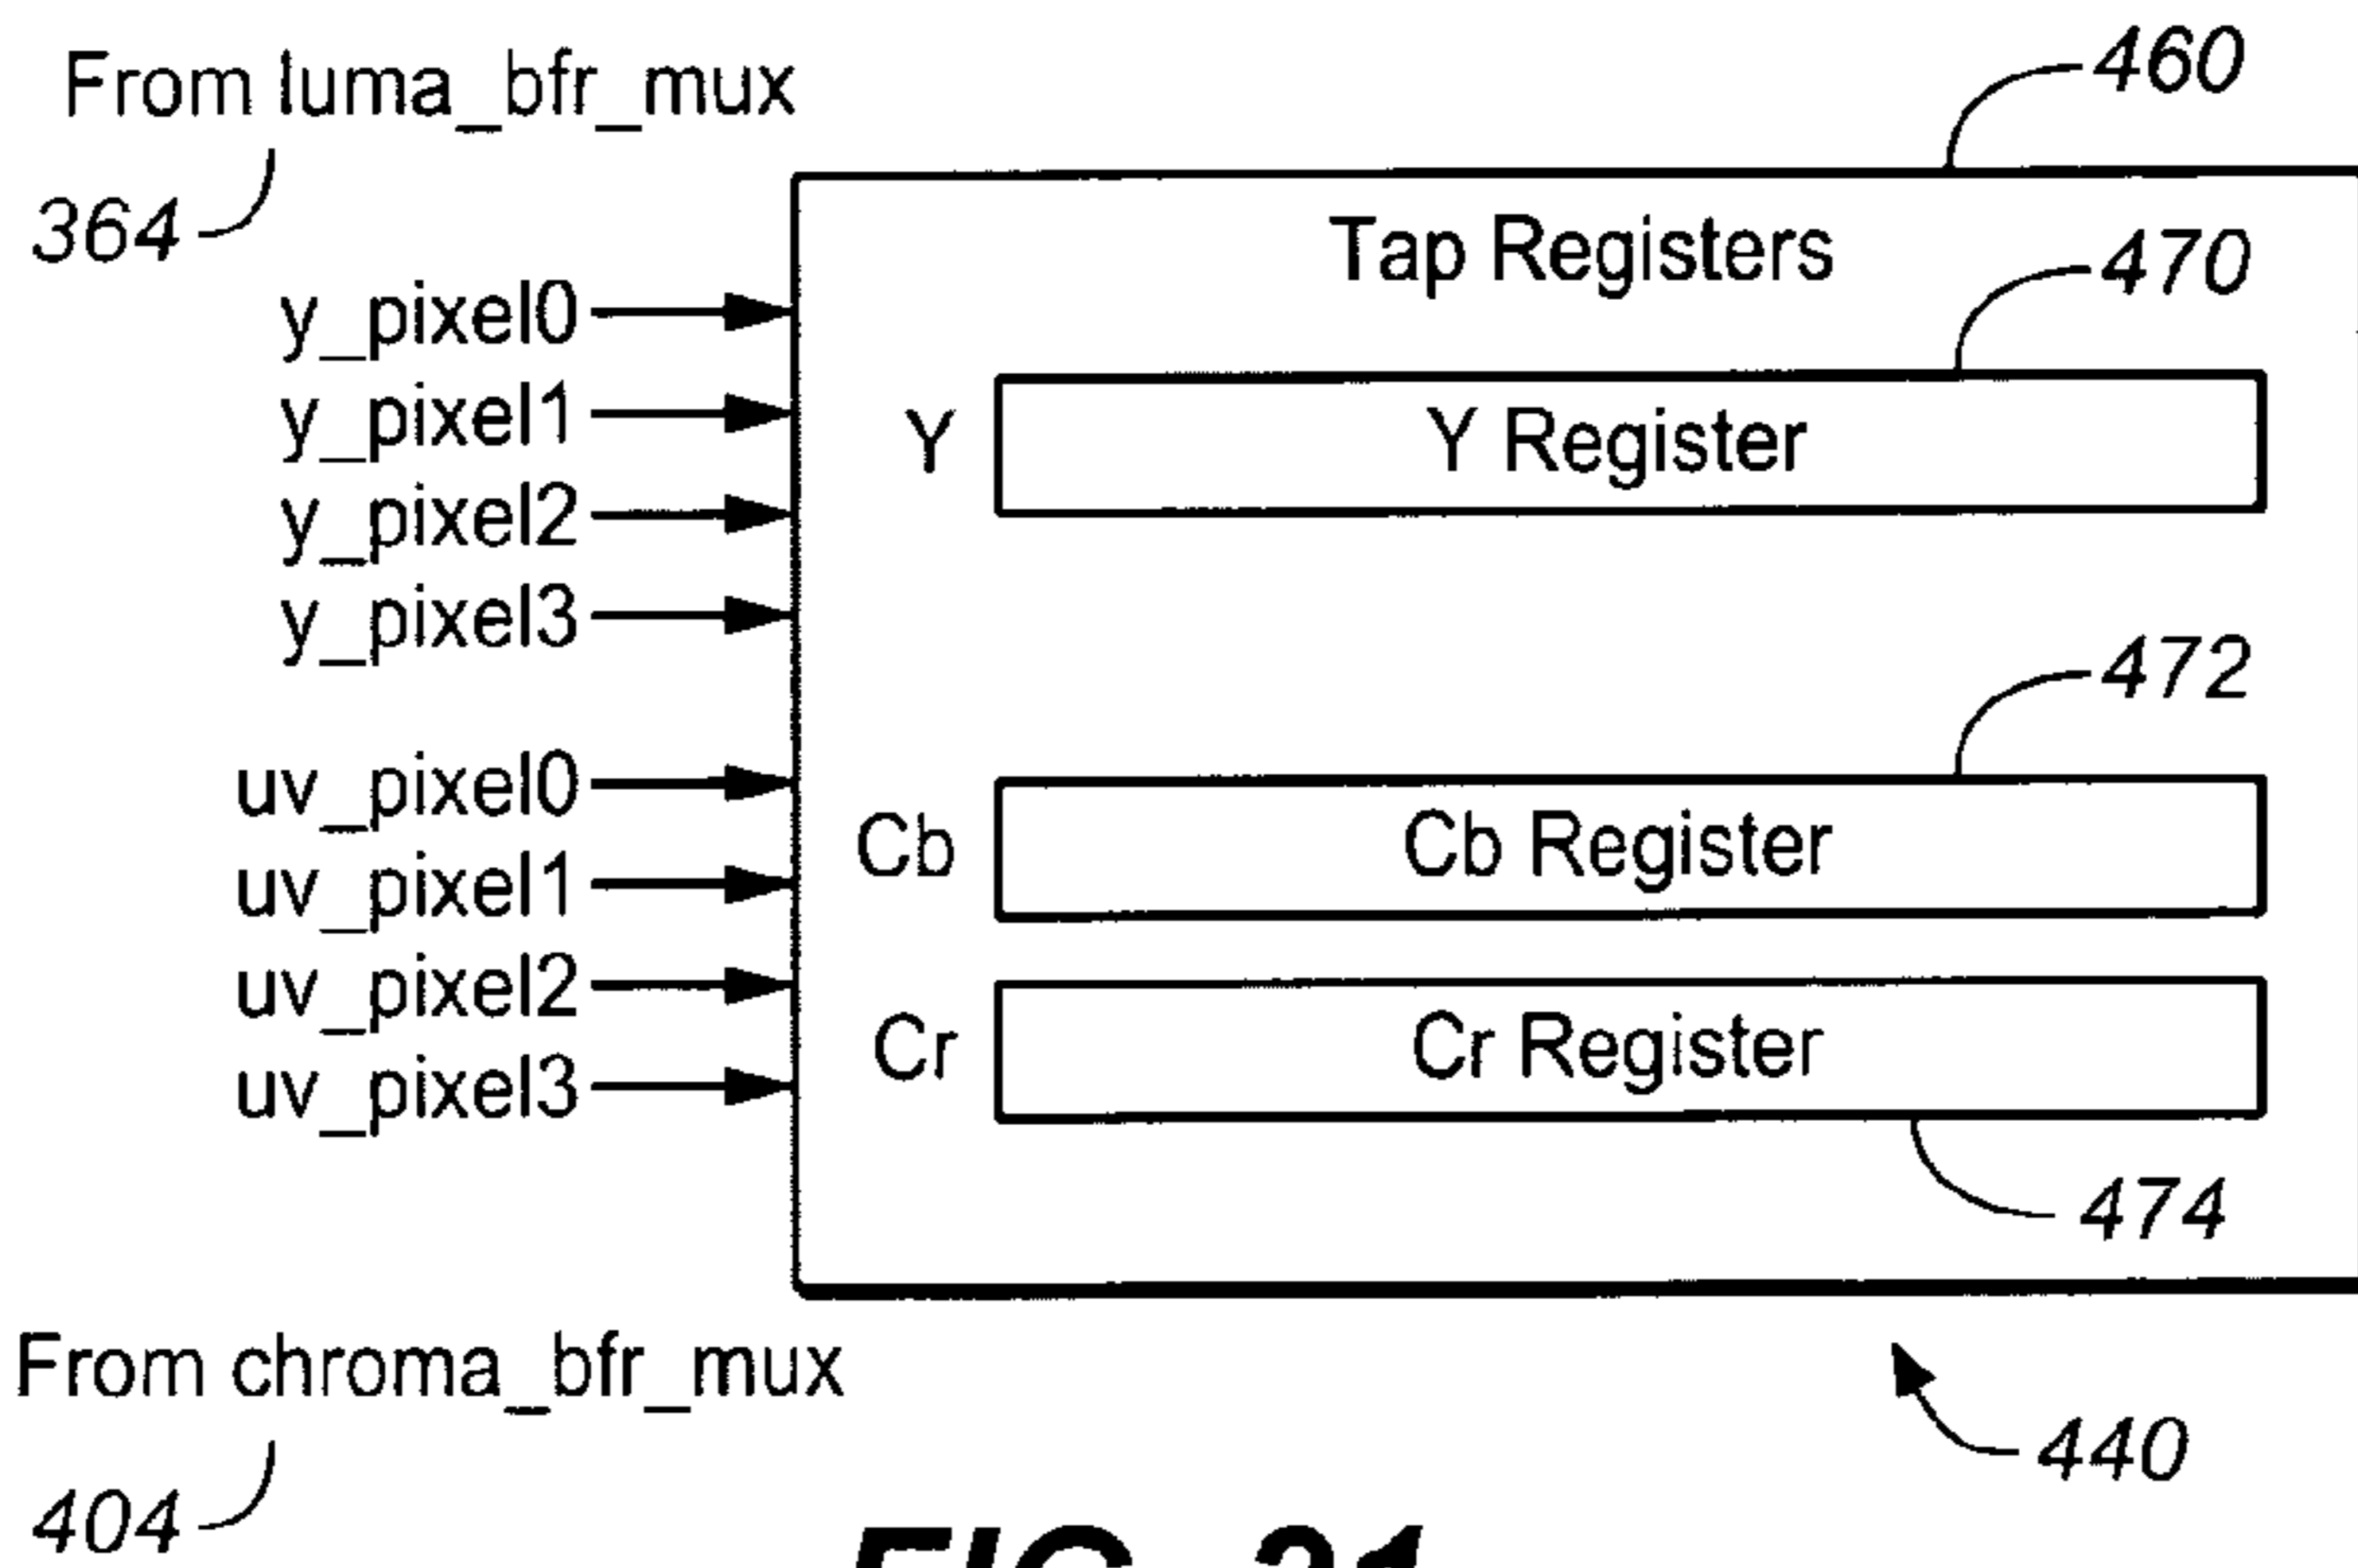 From luma_bfr_mux
364
460
Tap Registers
470
y_pixel0
y_pixel1
y_pixel2
y_pixel3
Y
Y Register
472
uv_pixel0
uv_pixel1
uv_pixel2
uv_pixel3
Cb
Cb Register
Cr
Cr Register
474
From chroma_bfr_mux
404
440
FIG.